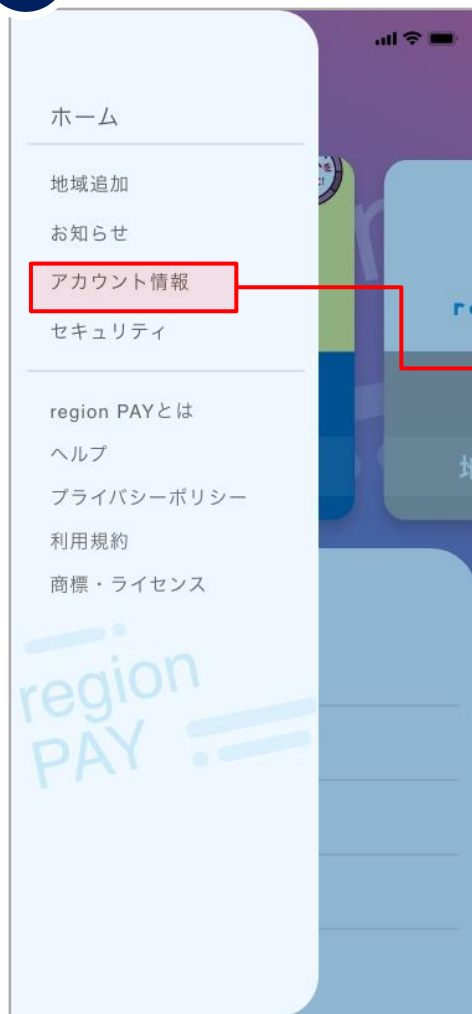 ホーム
地域追加
お知らせ
アカウント情報
セキュリティ
region PAYとは
ヘルプ
プライバシーポリシー
利用規約
商標・ライセンス
region
PAY